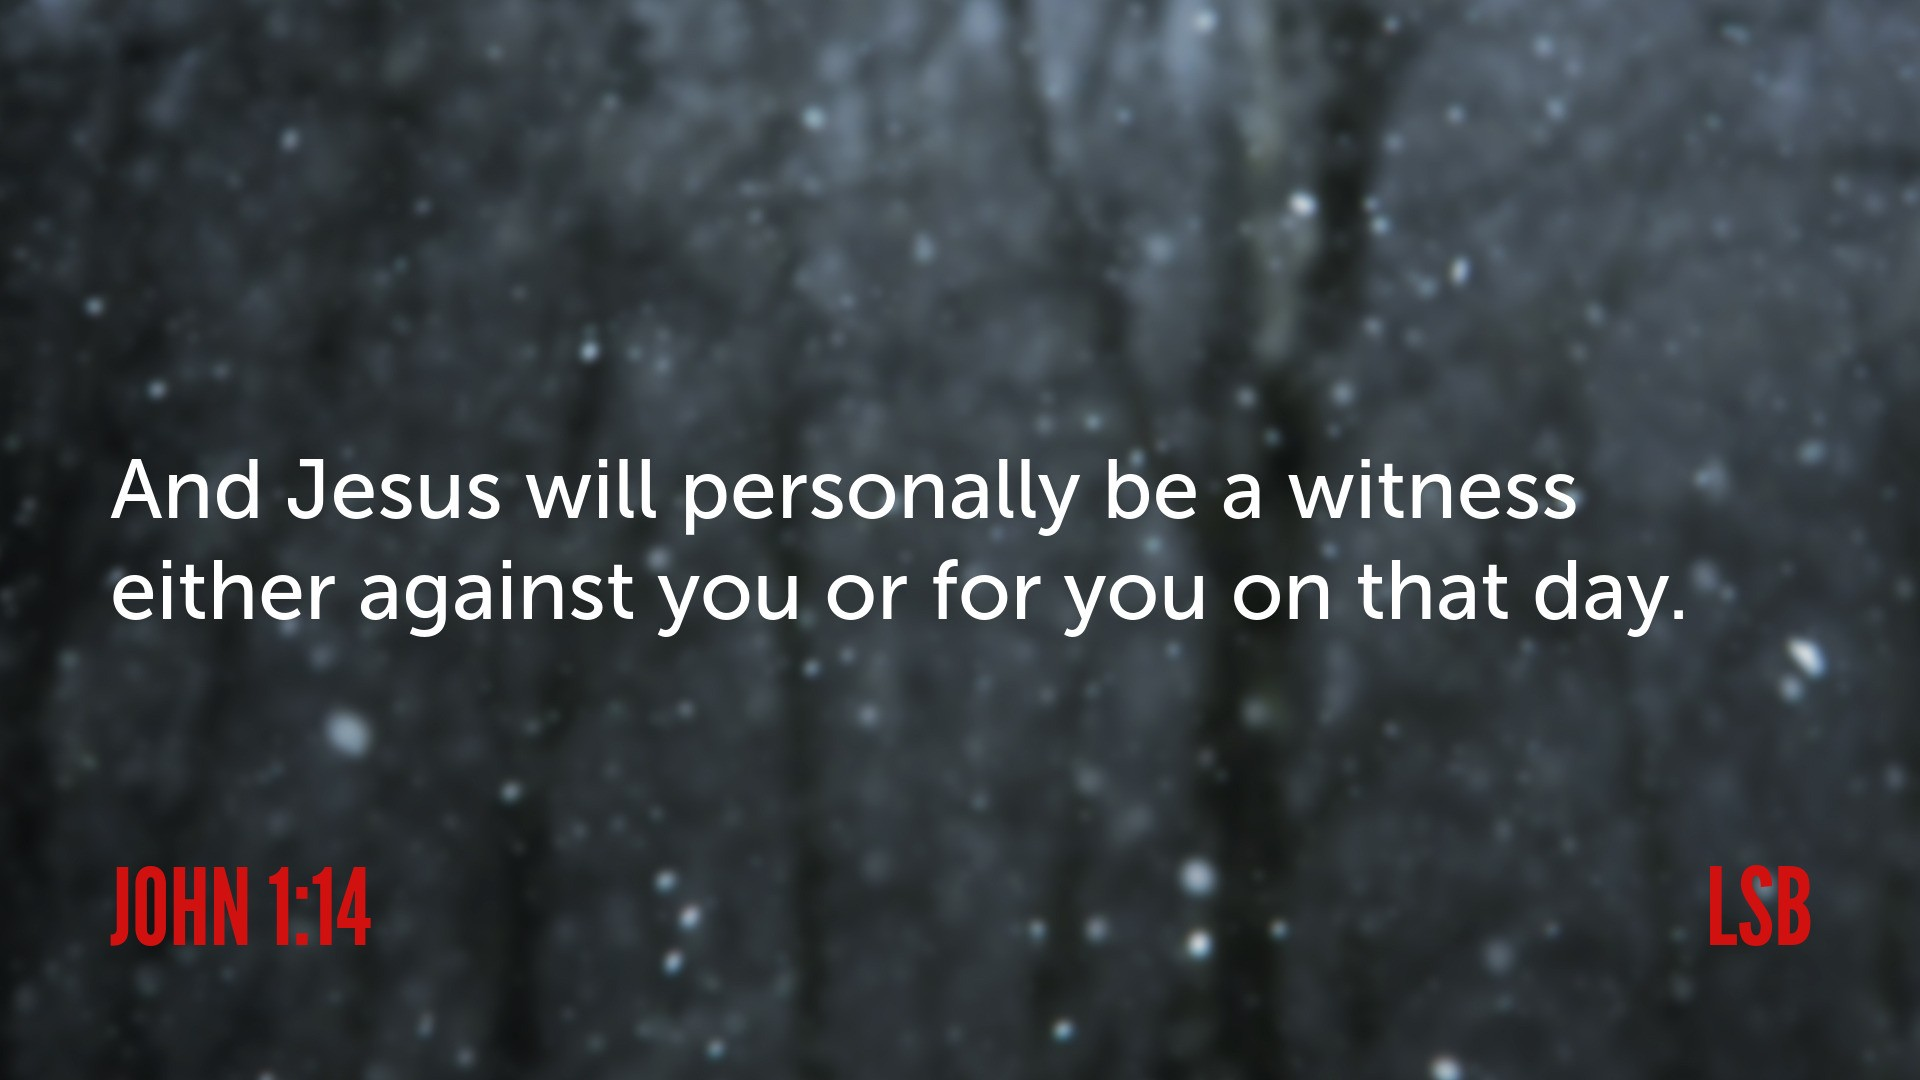 And Jesus will personally be a witness
either against you or for you on that day.
JOHN 1:14
LSB